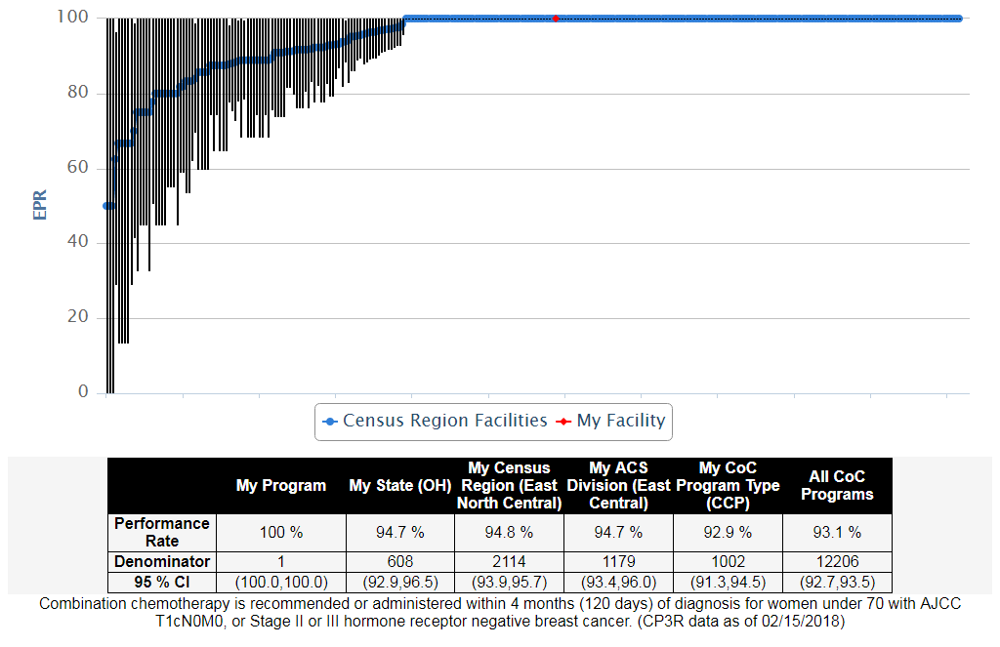 100
80
60
40
20
0
EPR
Census Region Facilities My Facility
My Program My State (OH) My Census Region (East North Central) My ACS Division (East Central) My CoC Program Type (CCP) All CoC Programs
Performance Rate 100 % 94.7 % 94.8 % 94.7 % 92.9 % 93.1 %
Denominator 1 608 2114 1179 1002 12206
95 % CI (100.0,100.0) (92.9,96.5) (93.9,95.7) (93.4,96.0) (91.3,94.5) (92.7,93.5)
Combination chemotherapy is recommended or administered within 4 months (120 days) of diagnosis for women under 70 with AJCC
T1cN0M0, or Stage II or III hormone receptor negative breast cancer. (CP3R data as of 02/15/2018)